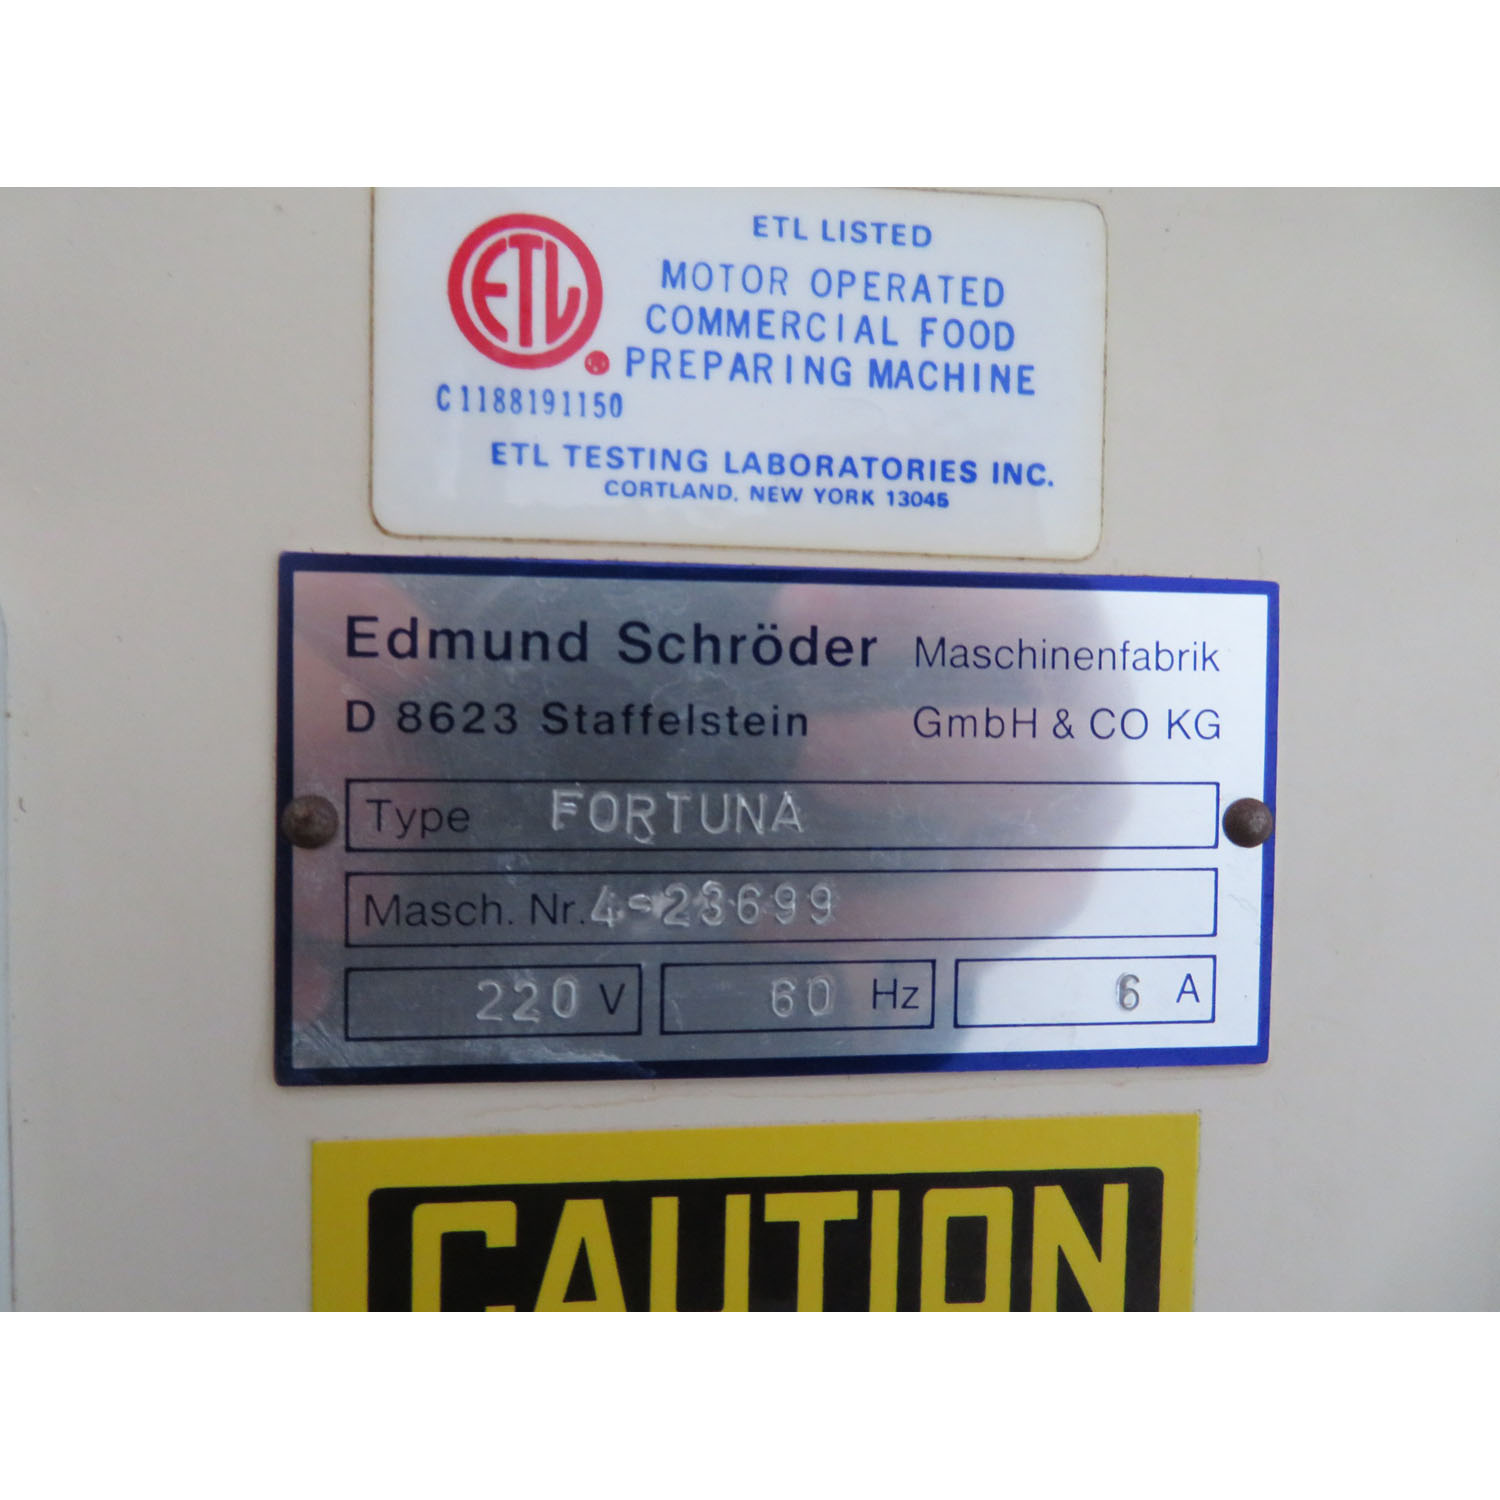 ETL LISTED
ETL
MOTOR OPERATED
COMMERCIAL FOOD
PREPARING MACHINE
C1188191150
ETL TESTING LABORATORIES INC.
CORTLAND, NEW YORK 13045
Edmund Schröder Maschinenfabrik
D 8623 Staffelstein GmbH & CO KG
Type FORTUNA
Masch. Nr. 4-23699
220 V 60 Hz 6 A
CAUTION